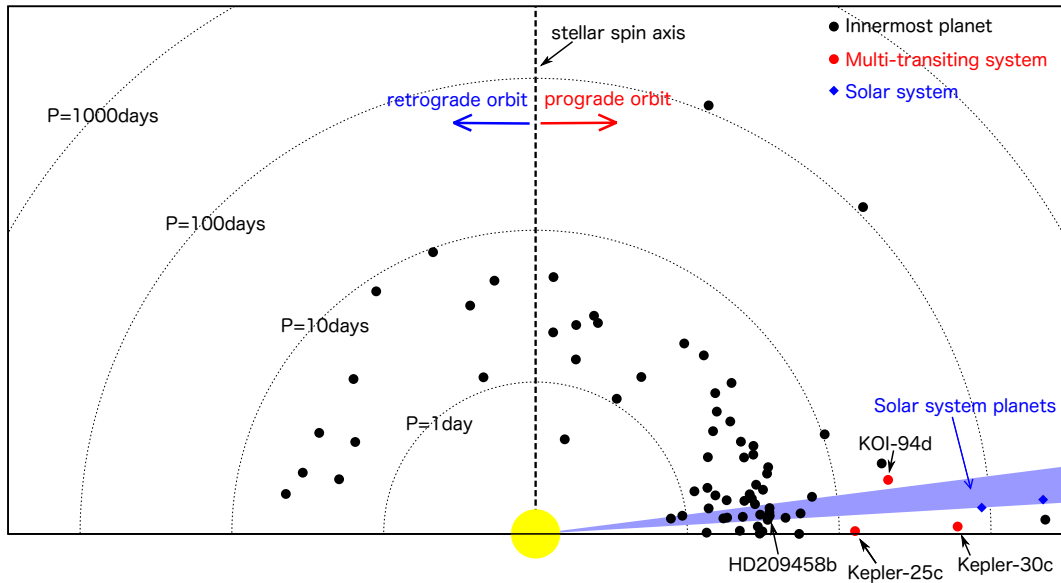 stellar spin axis
Innermost planet
Multi-transiting system
Solar system
retrograde orbit
prograde orbit
P=1000days
P=100days
P=10days
P=1day
Solar system planets
KOI-94d
HD209458b
Kepler-25c
Kepler-30c